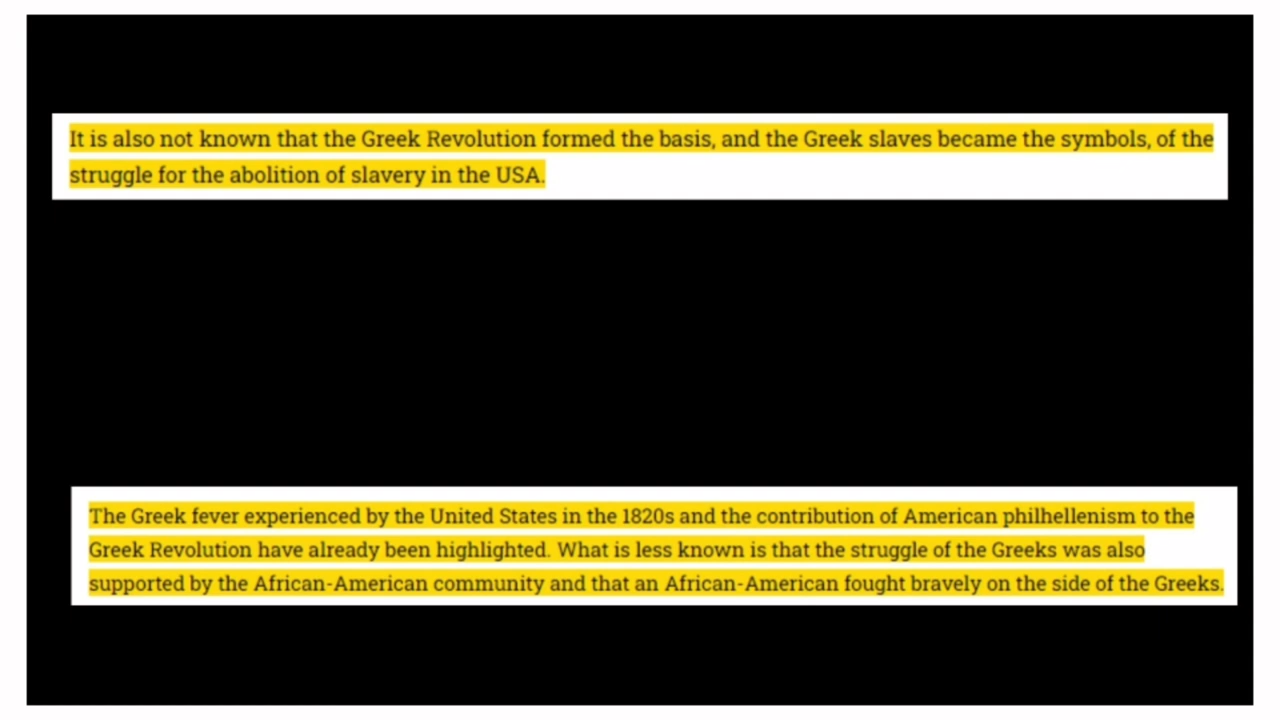 It is also not known that the Greek Revolution formed the basis, and the Greek slaves became the symbols, of the
struggle for the abolition of slavery in the USA.
The Greek fever experienced by the United States in the 1820s and the contribution of American philhellenism to the
Greek Revolution have already been highlighted. What is less known is that the struggle of the Greeks was also
supported by the African-American community and that an African-American fought bravely on the side of the Greeks.